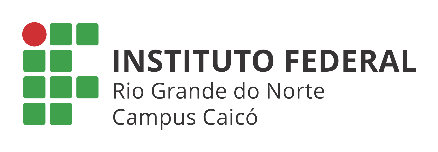 INSTITUTO FEDERAL
Rio Grande do Norte
Campus Caicó